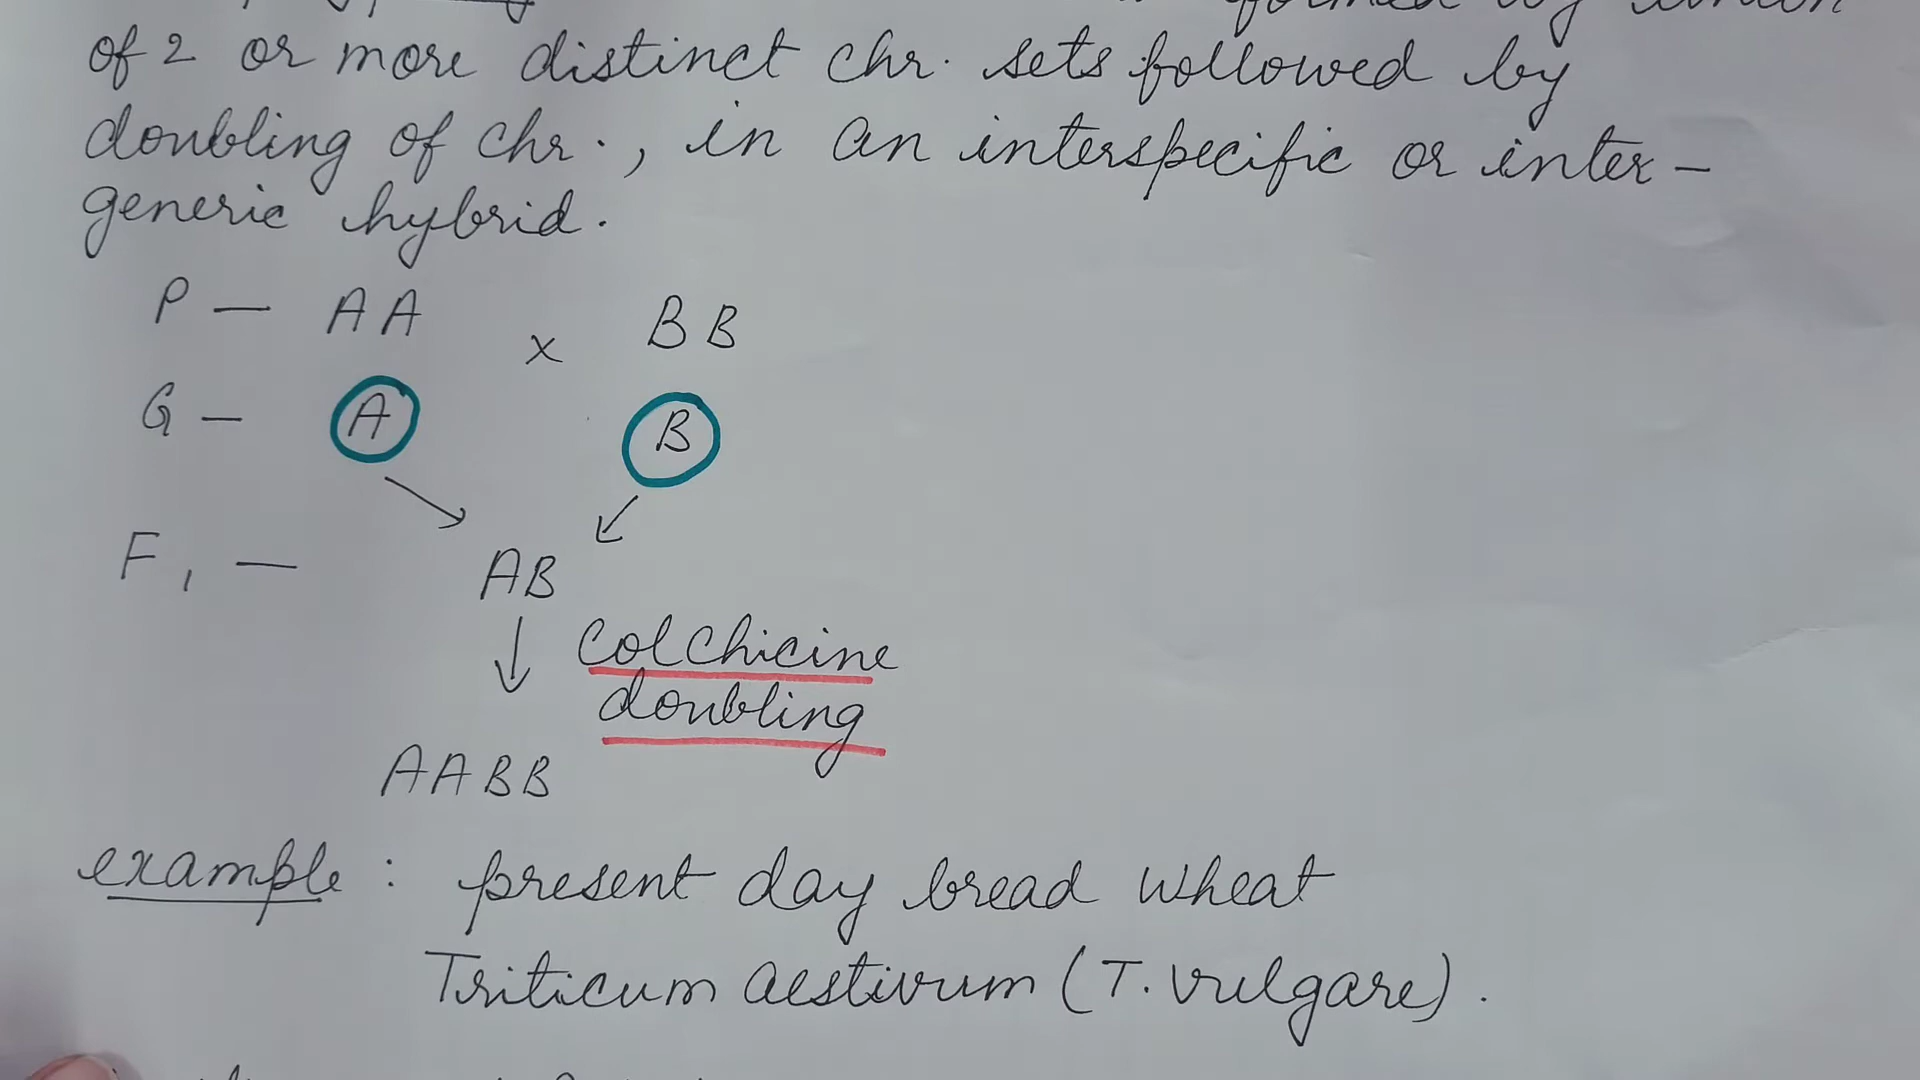 of 2 or more distinct chr. sets followed by
doubling of chr., in an interspecific or inter-
generic hybrid.
P — AA x BB
G — A B
F1 — AB
↓ Colchicine
doubling
AABB
example : present day bread wheat
Triticum aestivum (T. vulgare).